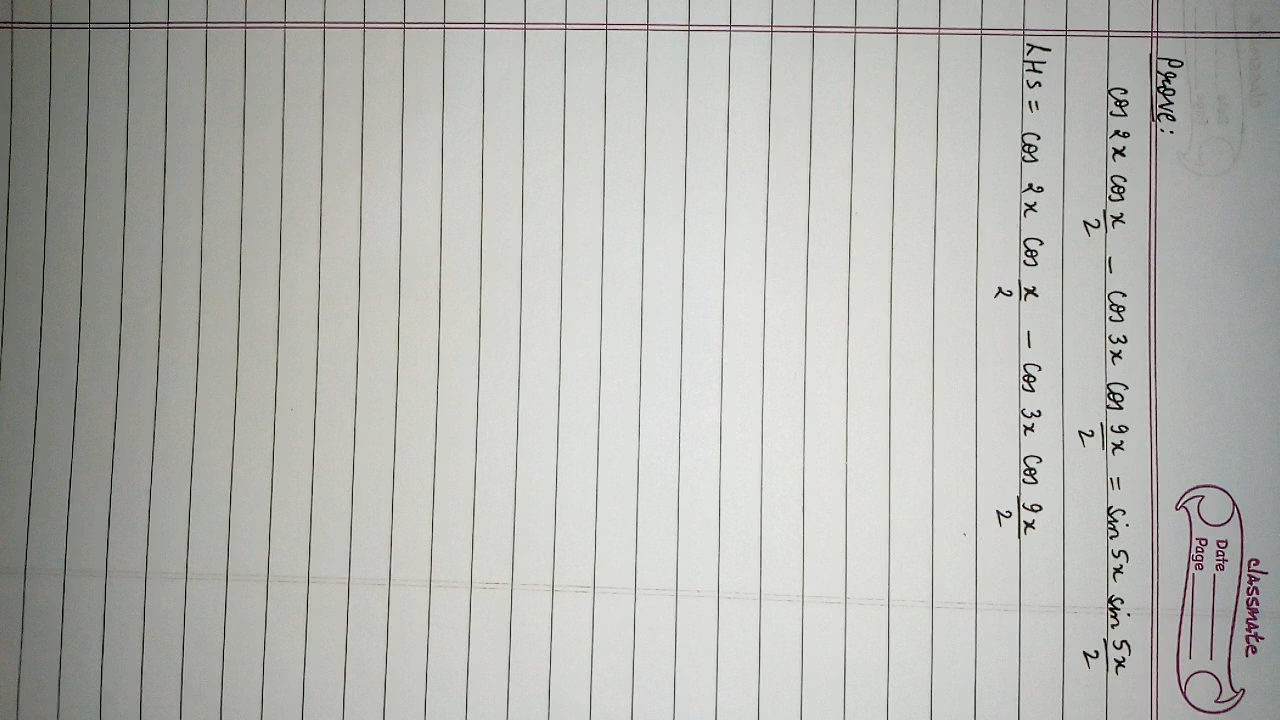 classmate
Date
Page
Prove:
cos 2x cos x/2 - cos 3x cos 9x/2 = sin 5x sin 5x/2
LHS = cos 2x cos x/2 - cos 3x cos 9x/2